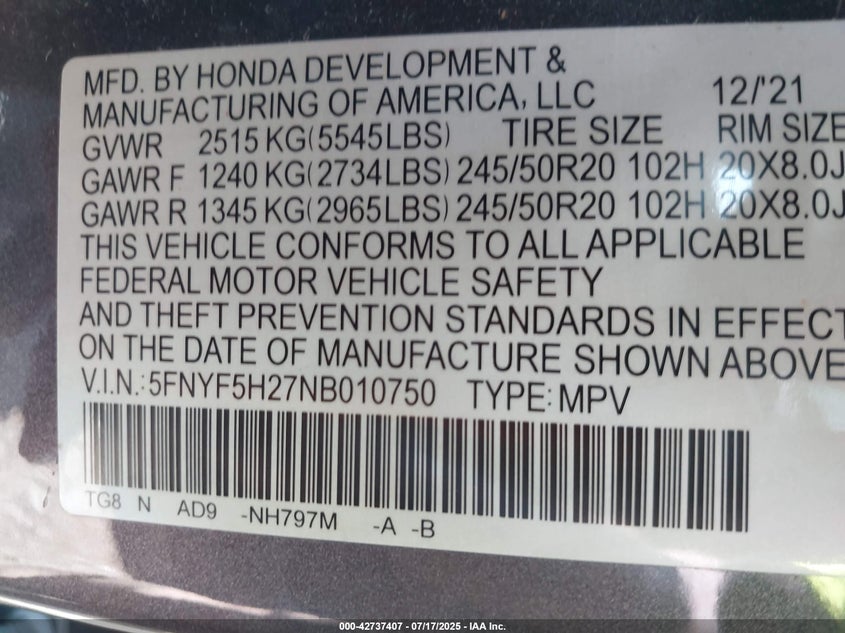 MFD. BY HONDA DEVELOPMENT &
MANUFACTURING OF AMERICA, LLC 12/'21
GVWR 2515 KG(5545LBS) TIRE SIZE RIM SIZE
GAWR F 1240 KG(2734LBS) 245/50R20 102H 20X8.0J
GAWR R 1345 KG(2965LBS) 245/50R20 102H 20X8.0J
THIS VEHICLE CONFORMS TO ALL APPLICABLE
FEDERAL MOTOR VEHICLE SAFETY
AND THEFT PREVENTION STANDARDS IN EFFECT
ON THE DATE OF MANUFACTURE SHOWN ABOVE
V.I.N.: 5FNYF5H27NB010750 TYPE: MPV
TG8 N AD9 -NH797M -A -B
000-42737407 - 07/17/2025 - IAA Inc.